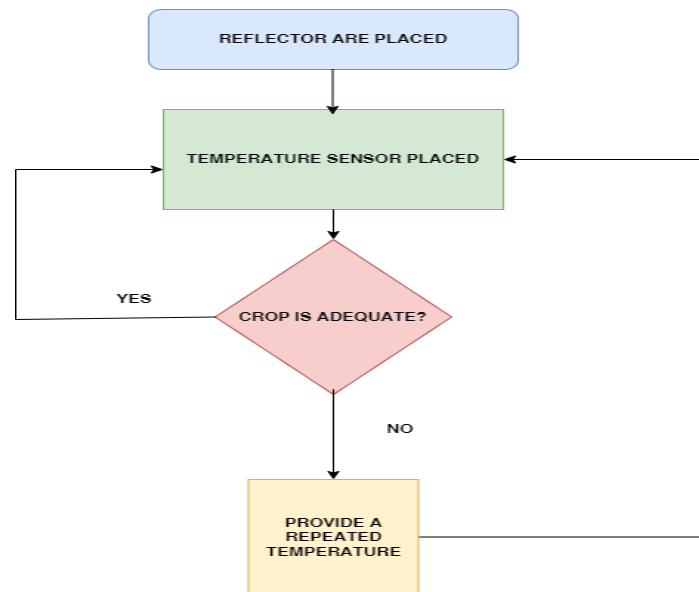 REFLECTOR ARE PLACED
TEMPERATURE SENSOR PLACED
YES
CROP IS ADEQUATE?
NO
PROVIDE A
REPEATED
TEMPERATURE